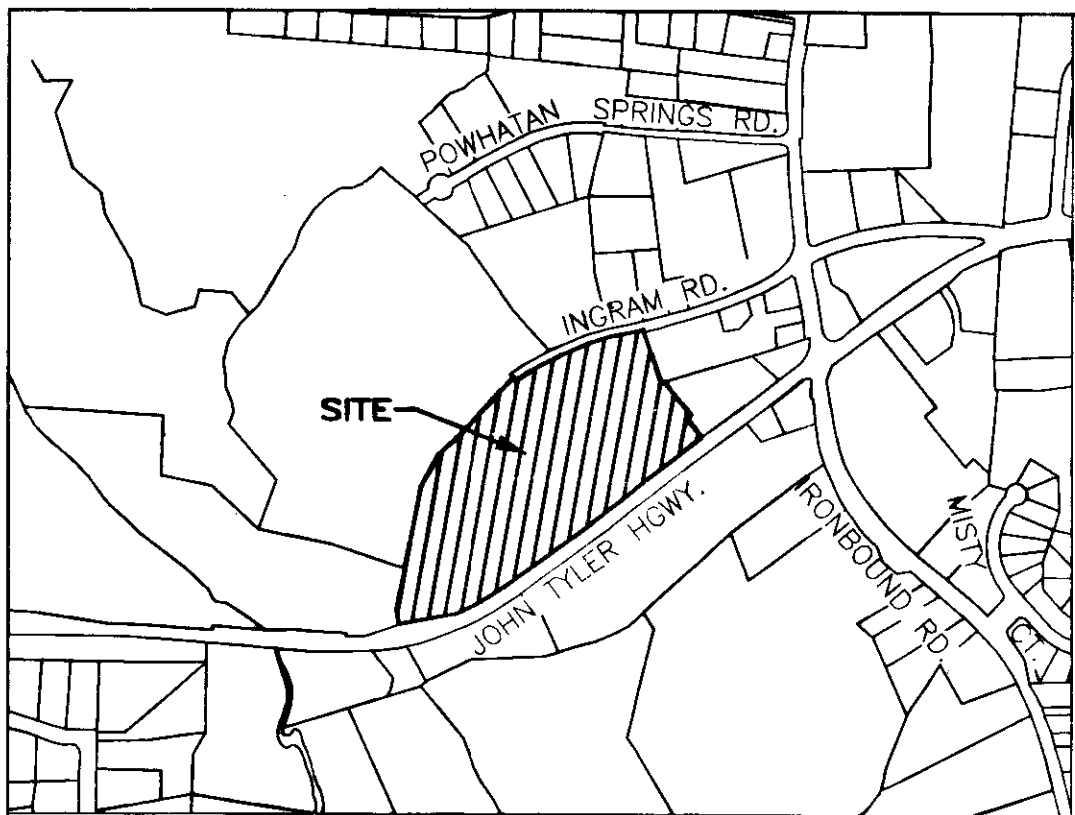 POWHATAN SPRINGS RD.
INGRAM RD.
SITE
JOHN TYLER HGWY.
IRONBOUND RD.
MISTY CT.